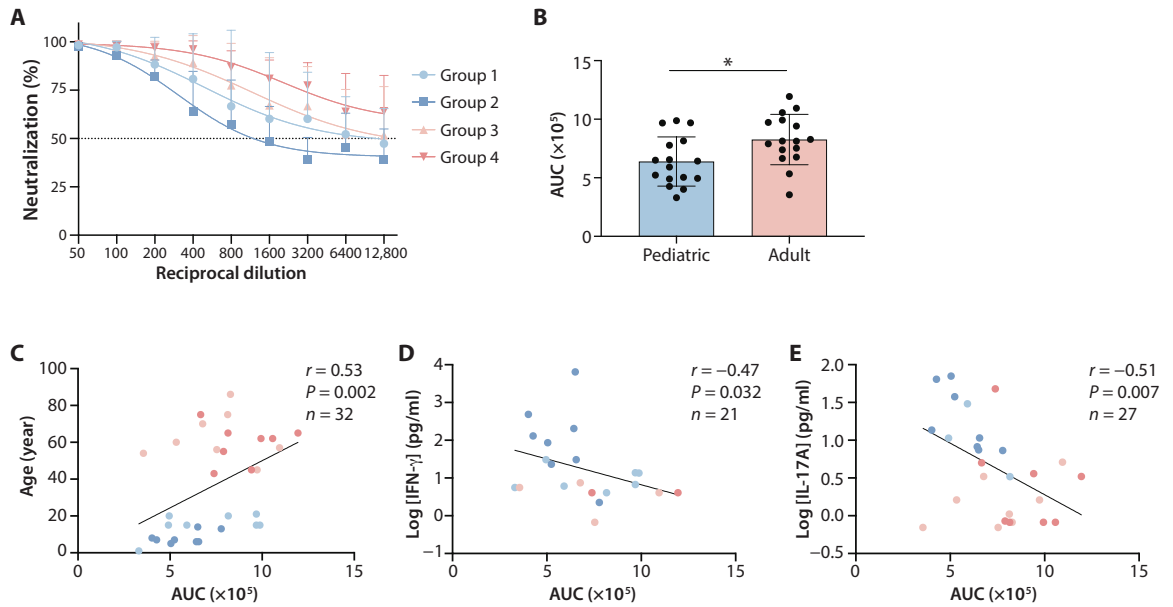 A
Neutralization (%)
100
75
50
25
0
50 100 200 400 800 1600 3200 6400 12,800
Reciprocal dilution
Group 1
Group 2
Group 3
Group 4
B
AUC (×10⁵)
15
10
5
0
*
Pediatric Adult
C
Age (year)
100
80
60
40
20
0
0 5 10 15
AUC (×10⁵)
r = 0.53
P = 0.002
n = 32
D
Log [IFN-γ] (pg/ml)
4
3
2
1
0
−1
0 5 10 15
AUC (×10⁵)
r = −0.47
P = 0.032
n = 21
E
Log [IL-17A] (pg/ml)
2.0
1.5
1.0
0.5
0.0
−0.5
0 5 10 15
AUC (×10⁵)
r = −0.51
P = 0.007
n = 27